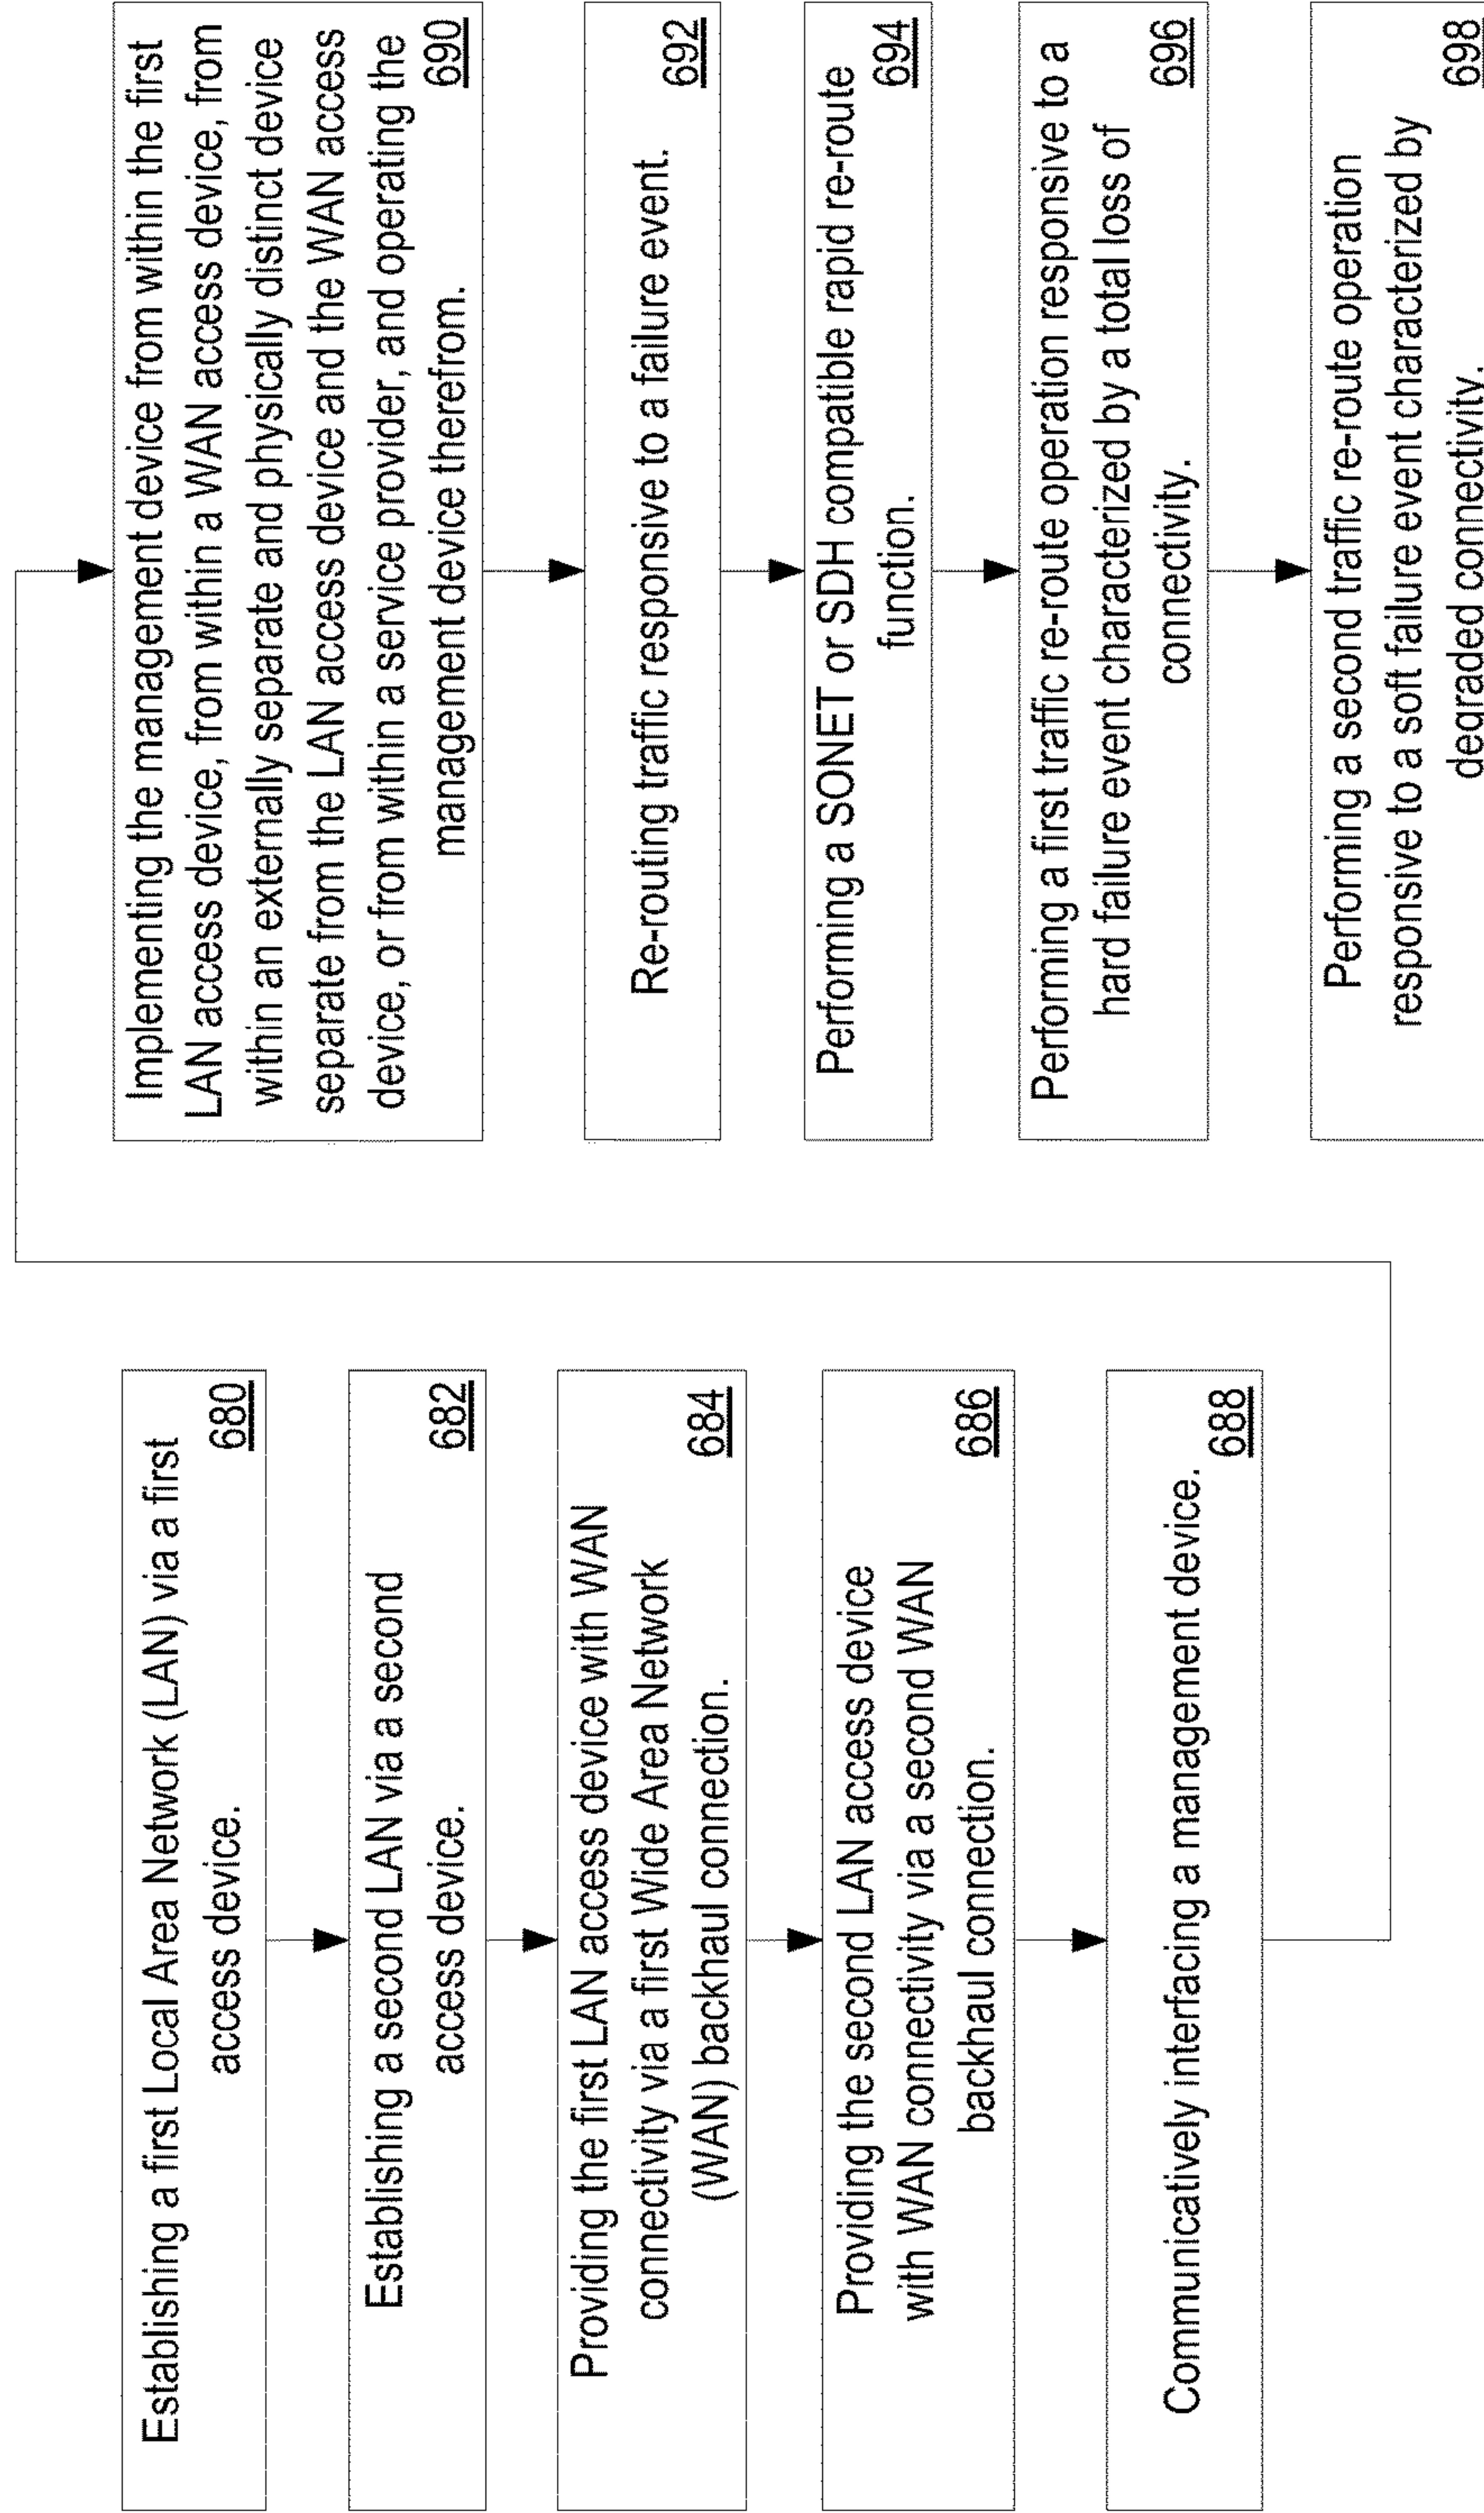 Establishing a first Local Area Network (LAN) via a first
access device.
680
Establishing a second LAN via a second
access device.
682
Providing the first LAN access device with WAN
connectivity via a first Wide Area Network
(WAN) backhaul connection.
684
Providing the second LAN access device
with WAN connectivity via a second WAN
backhaul connection.
686
Communicatively interfacing a management device.
688
Implementing the management device from within the first
LAN access device, from within a WAN access device, from
within an externally separate and physically distinct device
separate from the LAN access device and the WAN access
device, or from within a service provider, and operating the
management device therefrom.
690
Re-routing traffic responsive to a failure event.
692
Performing a SONET or SDH compatible rapid re-route
function.
694
Performing a first traffic re-route operation responsive to a
hard failure event characterized by a total loss of
connectivity.
696
Performing a second traffic re-route operation
responsive to a soft failure event characterized by
degraded connectivity.
698